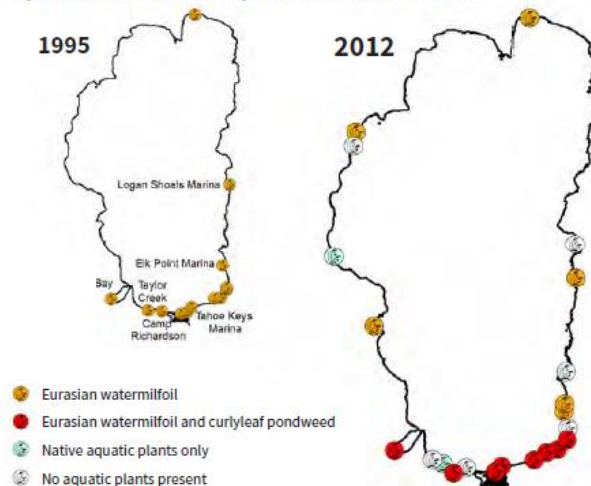 1995
2012
Logan Shoals Marina
Elk Point Marina
Bay
Taylor
Creek
Camp
Richardson
Tahoe Keys
Marina
Eurasian watermilfoil
Eurasian watermilfoil and curlyleaf pondweed
Native aquatic plants only
No aquatic plants present